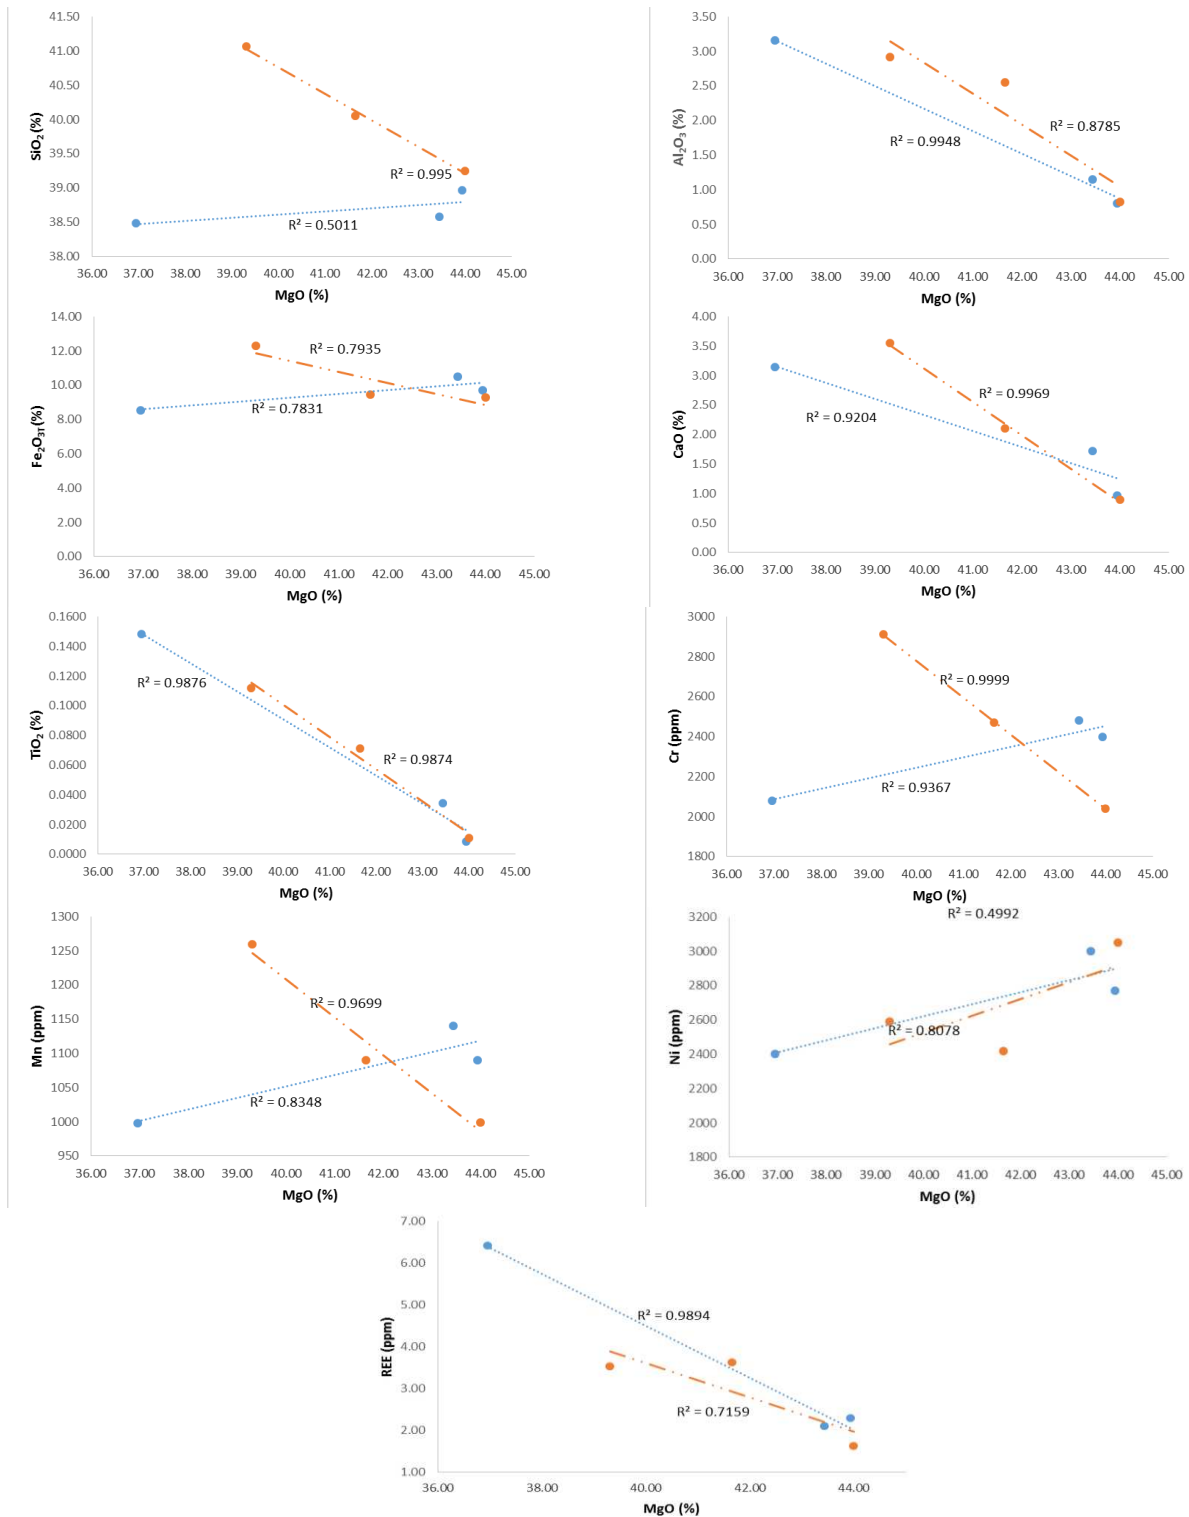 41.50
41.00
40.50
40.00
39.50
39.00
38.50
38.00
SiO₂ (%)
R² = 0.995
R² = 0.5011
36.00 37.00 38.00 39.00 40.00 41.00 42.00 43.00 44.00 45.00
MgO (%)
3.50
3.00
2.50
2.00
1.50
1.00
0.50
0.00
Al₂O₃ (%)
R² = 0.8785
R² = 0.9948
36.00 37.00 38.00 39.00 40.00 41.00 42.00 43.00 44.00 45.00
MgO (%)
14.00
12.00
10.00
8.00
6.00
4.00
2.00
0.00
Fe₂O₃T(%)
R² = 0.7935
R² = 0.7831
36.00 37.00 38.00 39.00 40.00 41.00 42.00 43.00 44.00 45.00
MgO (%)
4.00
3.50
3.00
2.50
2.00
1.50
1.00
0.50
0.00
CaO (%)
R² = 0.9969
R² = 0.9204
36.00 37.00 38.00 39.00 40.00 41.00 42.00 43.00 44.00 45.00
MgO (%)
0.1600
0.1400
0.1200
0.1000
0.0800
0.0600
0.0400
0.0200
0.0000
TiO₂ (%)
R² = 0.9876
R² = 0.9874
36.00 37.00 38.00 39.00 40.00 41.00 42.00 43.00 44.00 45.00
MgO (%)
3000
2800
2600
2400
2200
2000
1800
Cr (ppm)
R² = 0.9999
R² = 0.9367
36.00 37.00 38.00 39.00 40.00 41.00 42.00 43.00 44.00 45.00
MgO (%)
1300
1250
1200
1150
1100
1050
1000
950
Mn (ppm)
R² = 0.9699
R² = 0.8348
36.00 37.00 38.00 39.00 40.00 41.00 42.00 43.00 44.00 45.00
MgO (%)
R² = 0.4992
3200
3000
2800
2600
2400
2200
2000
1800
Ni (ppm)
R² = 0.8078
36.00 37.00 38.00 39.00 40.00 41.00 42.00 43.00 44.00 45.00
MgO (%)
7.00
6.00
5.00
4.00
3.00
2.00
1.00
REE (ppm)
R² = 0.9894
R² = 0.7159
36.00 38.00 40.00 42.00 44.00
MgO (%)